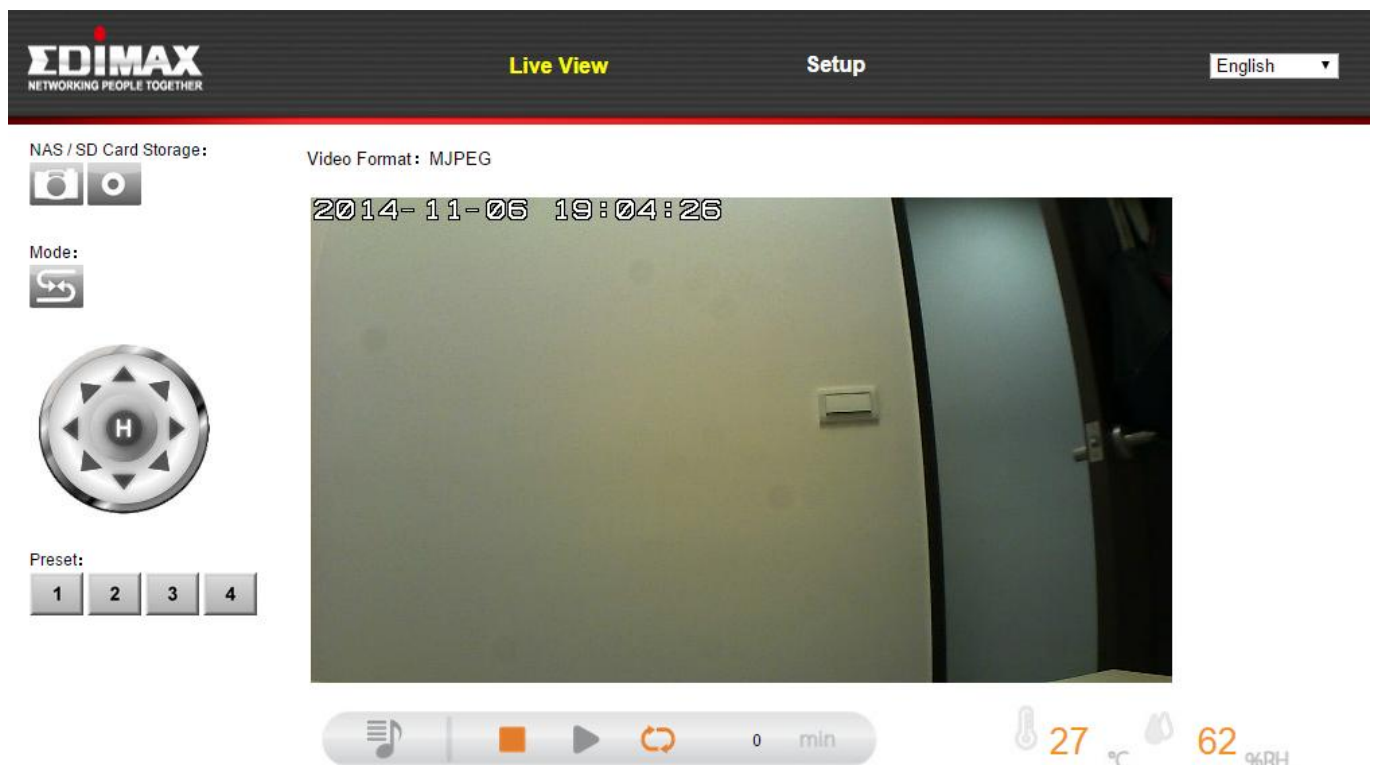 EDIMAX
NETWORKING PEOPLE TOGETHER
Live View
Setup
English
NAS / SD Card Storage:
Video Format: MJPEG
2014-11-06 19:04:26
Mode:
H
Preset:
1 2 3 4
0 min
27 °C
62 %RH